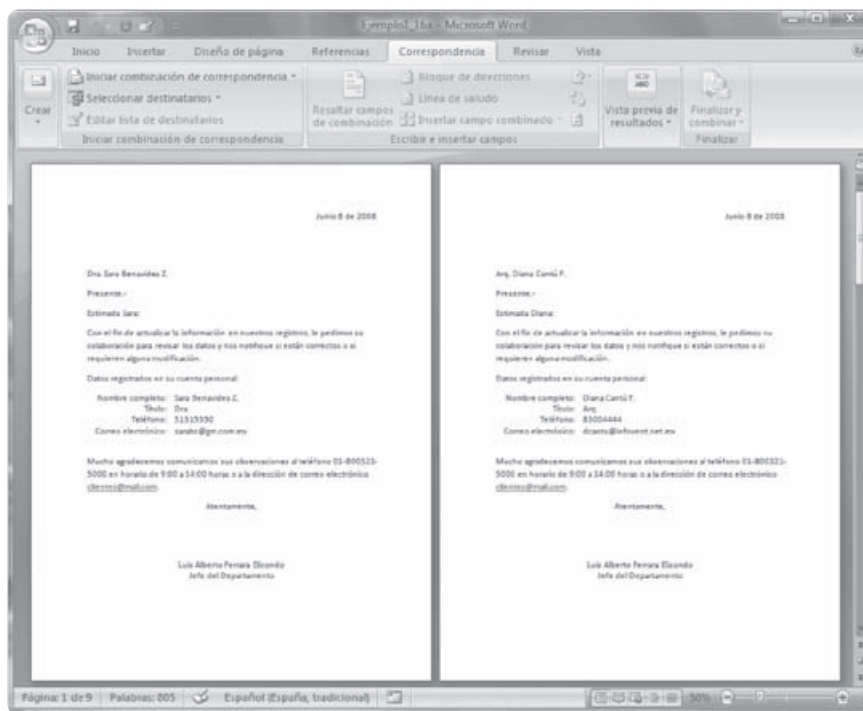 Ejemplo1_16a - Microsoft Word
Inicio Insertar Diseño de página Referencias Correspondencia Revisar Vista
Crear
Iniciar combinación de correspondencia
Seleccionar destinatarios
Editar lista de destinatarios
Iniciar combinación de correspondencia
Resaltar campos de combinación
Bloque de direcciones
Línea de saludo
Insertar campo combinado
Escribir e insertar campos
Vista previa de resultados
Finalizar y combinar
Finalizar
Junio 8 de 2008
Dra Sara Benavides Z.
Presente.-
Estimada Sara:
Con el fin de actualizar la información en nuestros registros, le pedimos su
colaboración para revisar los datos y nos notifique si están correctos o si
requieren alguna modificación.
Datos registrados en su cuenta personal:
Nombre completo: Sara Benavides Z.
Título: Dra
Teléfono:
Correo electrónico:
Mucho agradecemos comunicarnos sus observaciones al teléfono 01-800321-
5000 en horario de 9:00 a 14:00 horas o a la dirección de correo electrónico
clientes@mail.com.
Atentamente,
Luis Alberto Ferrara Elizondo
Jefe del Departamento
Junio 8 de 2008
Arq. Diana Cantú F.
Presente.-
Estimada Diana:
Con el fin de actualizar la información en nuestros registros, le pedimos su
colaboración para revisar los datos y nos notifique si están correctos o si
requieren alguna modificación.
Datos registrados en su cuenta personal:
Nombre completo: Diana Cantú F.
Título: Arq
Teléfono: 83004444
Correo electrónico:
Mucho agradecemos comunicarnos sus observaciones al teléfono 01-800321-
5000 en horario de 9:00 a 14:00 horas o a la dirección de correo electrónico
clientes@mail.com.
Atentamente,
Luis Alberto Ferrara Elizondo
Jefe del Departamento
Página: 1 de 9 Palabras: 805 Español (España, tradicional) 50%